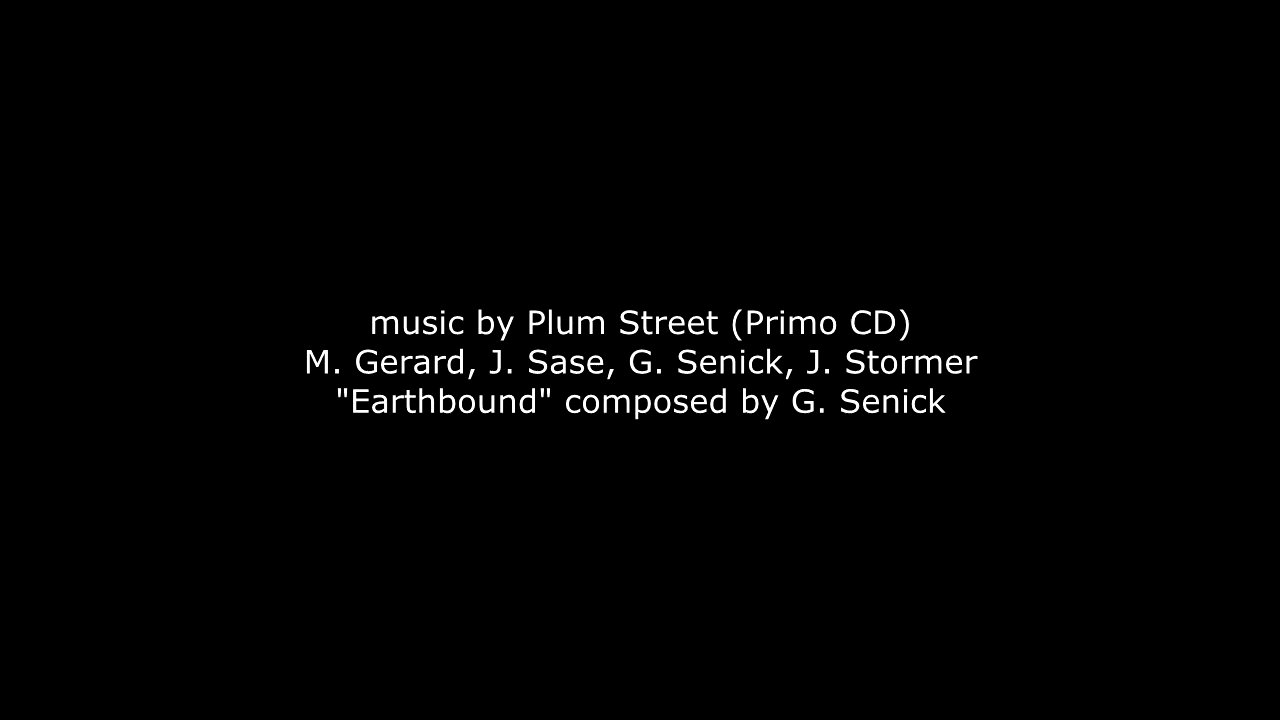 music by Plum Street (Primo CD)
M. Gerard, J. Sase, G. Senick, J. Stormer
"Earthbound" composed by G. Senick